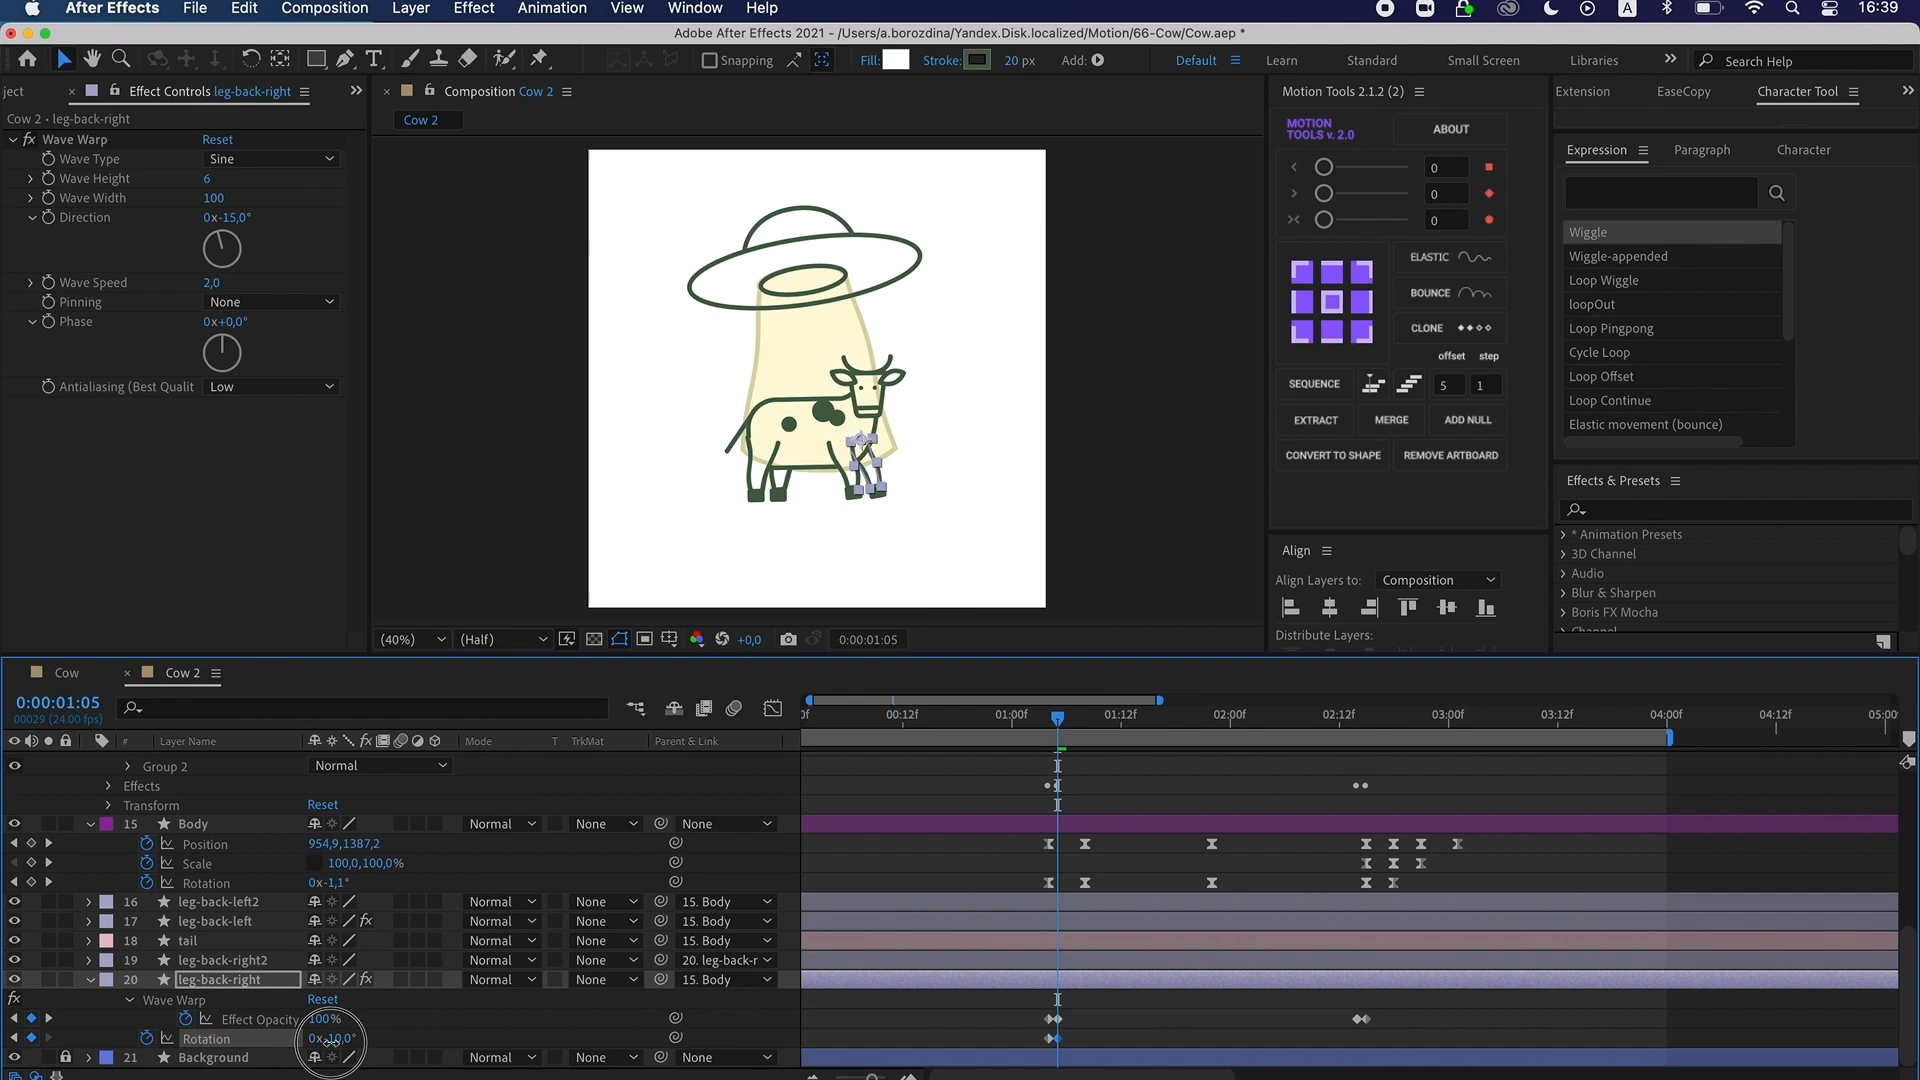 After Effects File Edit Composition Layer Effect Animation View Window Help A 16:39
Adobe After Effects 2021 - /Users/a.borozdina/Yandex.Disk.localized/Motion/66-Cow/Cow.aep *
Snapping Fill: Stroke: 20 px Add: Default Learn Standard Small Screen Libraries Search Help
ject Effect Controls leg-back-right Composition Cow 2 Motion Tools 2.1.2 (2) Extension EaseCopy Character Tool
Cow 2 • leg-back-right
Cow 2
fx Wave Warp Reset
Wave Type Sine
Wave Height 6
Wave Width 100
Direction 0x-15,0°
Wave Speed 2,0
Pinning None
Phase 0x+0,0°
Antialiasing (Best Qualit Low
MOTION TOOLS v. 2.0 ABOUT
0
0
0
ELASTIC
BOUNCE
CLONE
offset step
SEQUENCE 5 1
EXTRACT MERGE ADD NULL
CONVERT TO SHAPE REMOVE ARTBOARD
Align
Align Layers to: Composition
Distribute Layers:
Expression Paragraph Character
Wiggle
Wiggle-appended
Loop Wiggle
loopOut
Loop Pingpong
Cycle Loop
Loop Offset
Loop Continue
Elastic movement (bounce)
Effects & Presets
* Animation Presets
3D Channel
Audio
Blur & Sharpen
Boris FX Mocha
Channel
(40%) (Half) +0,0 0:00:01:05
Cow Cow 2
0:00:01:05
00029 (24.00 fps)
0f 00:12f 01:00f 01:12f 02:00f 02:12f 03:00f 03:12f 04:00f 04:12f 05:00
# Layer Name fx Mode T TrkMat Parent & Link
Group 2 Normal
Effects
Transform Reset
15 Body Normal None None
Position 954,9,1387,2
Scale 100,0,100,0%
Rotation 0x-1,1°
16 leg-back-left2 Normal None 15. Body
17 leg-back-left fx Normal None 15. Body
18 tail Normal None 15. Body
19 leg-back-right2 Normal None 20. leg-back-r
20 leg-back-right fx Normal None 15. Body
fx Wave Warp Reset
Effect Opacity 100%
Rotation 0x-10,0°
21 Background Normal None None